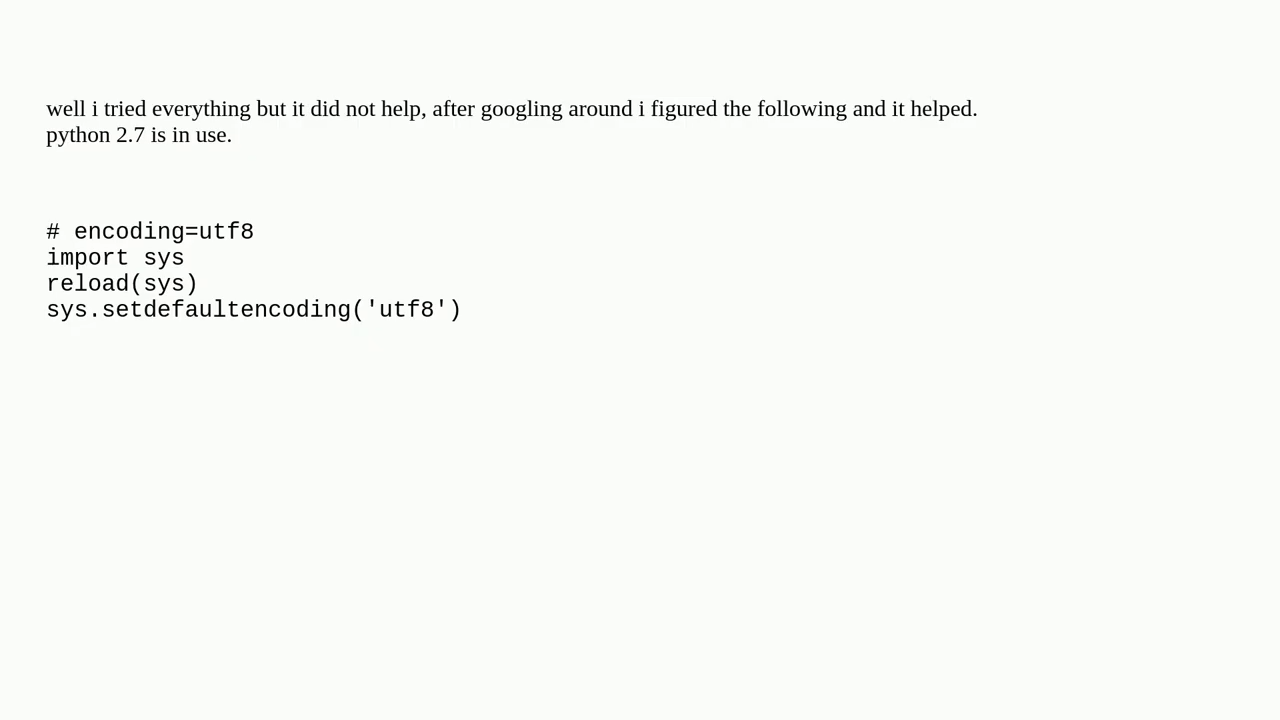 well i tried everything but it did not help, after googling around i figured the following and it helped.
python 2.7 is in use.
# encoding=utf8
import sys
reload(sys)
sys.setdefaultencoding('utf8')